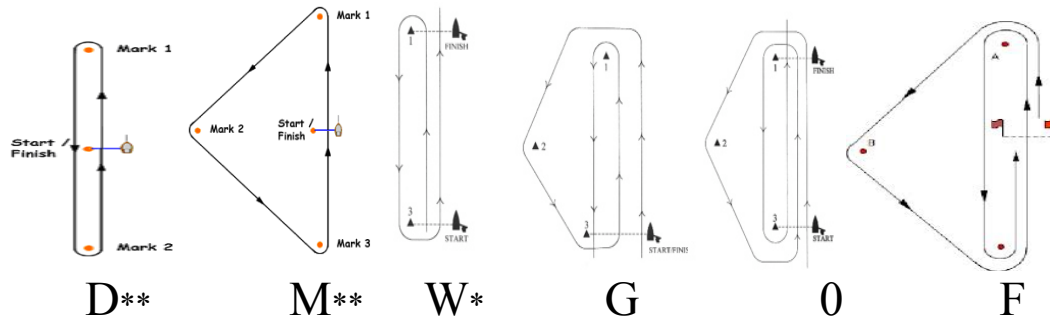 Mark 1
Start /
Finish
Mark 2
D**
Mark 1
Mark 2
Start /
Finish
Mark 3
M**
1
FINISH
3
START
W*
1
2
3
START/FINIS
G
1
FINISH
2
3
START
0
A
B
F